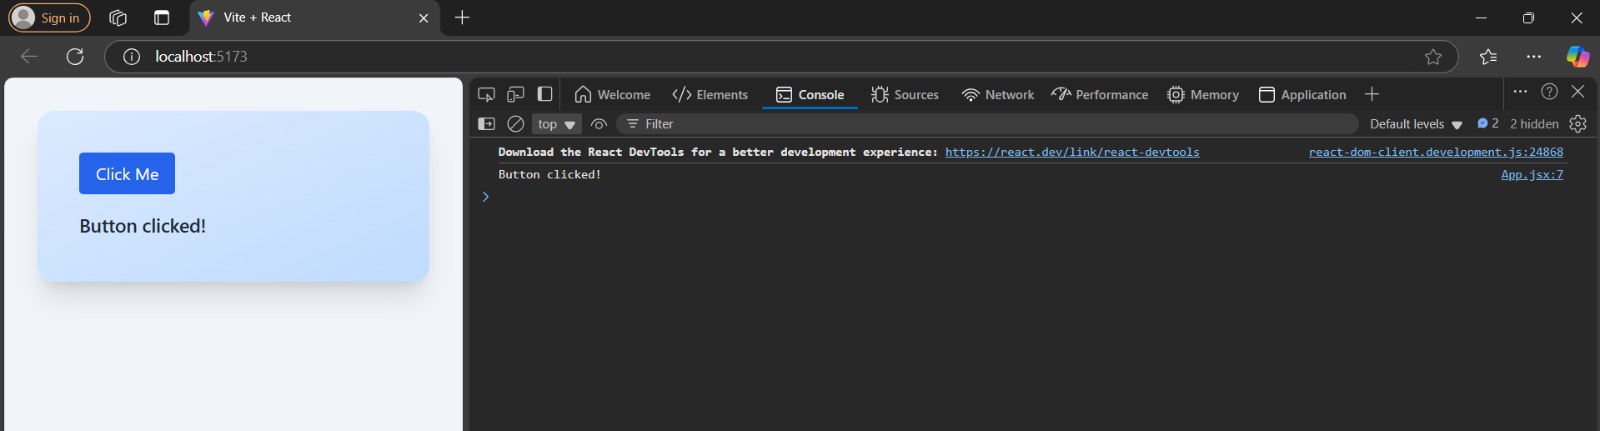 Sign in
Vite + React
localhost:5173
Welcome
Elements
Console
Sources
Network
Performance
Memory
Application
top
Filter
Default levels
2
2 hidden
Click Me
Button clicked!
Download the React DevTools for a better development experience: https://react.dev/link/react-devtools react-dom-client.development.js:24868
Button clicked! App.jsx:7